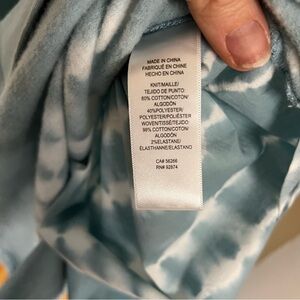 MADE IN CHINA
FABRIQUÉ EN CHINE
HECHO EN CHINA
KNIT/MAILLE/
TEJIDO DE PUNTO:
60% COTTON/COTON/
ALGODÓN
40%POLYESTER/
POLYESTER/POLIÉSTER
WOVEN/TISSÉ/TEJIDO:
98% COTTON/COTON/
ALGODÓN
2%ELASTANE/
ÉLASTHANNE/ELASTANO
CA# 36266
RN# 92874